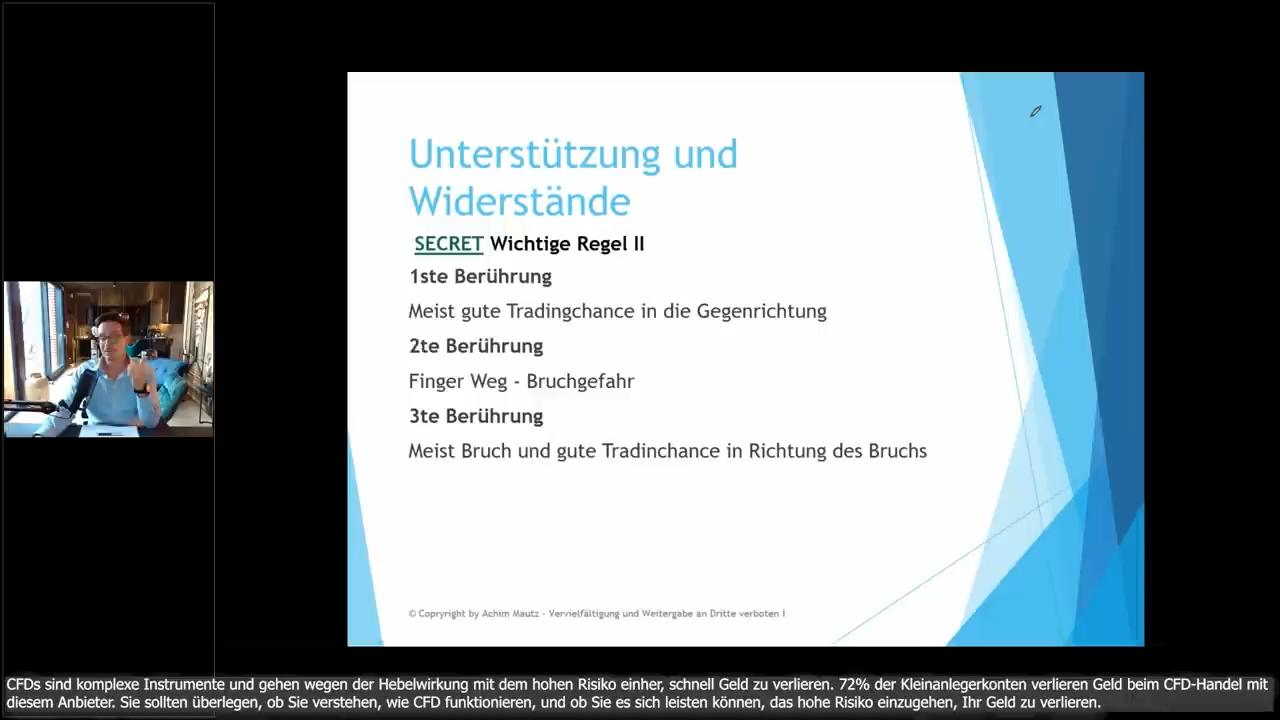 Unterstützung und
Widerstände
SECRET Wichtige Regel II
1ste Berührung
Meist gute Tradingchance in die Gegenrichtung
2te Berührung
Finger Weg - Bruchgefahr
3te Berührung
Meist Bruch und gute Tradinchance in Richtung des Bruchs
© Copryright by Achim Mautz - Vervielfältigung und Weitergabe an Dritte verboten !
CFDs sind komplexe Instrumente und gehen wegen der Hebelwirkung mit dem hohen Risiko einher, schnell Geld zu verlieren. 72% der Kleinanlegerkonten verlieren Geld beim CFD-Handel mit
diesem Anbieter. Sie sollten überlegen, ob Sie verstehen, wie CFD funktionieren, und ob Sie es sich leisten können, das hohe Risiko einzugehen, Ihr Geld zu verlieren.